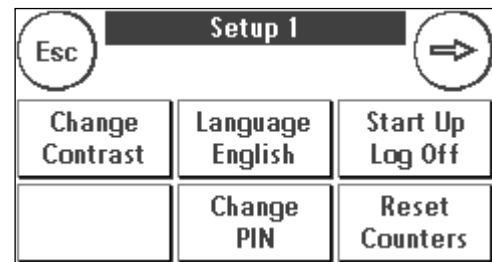 Setup 1
Esc
Change
Contrast
Language
English
Start Up
Log Off
Change
PIN
Reset
Counters